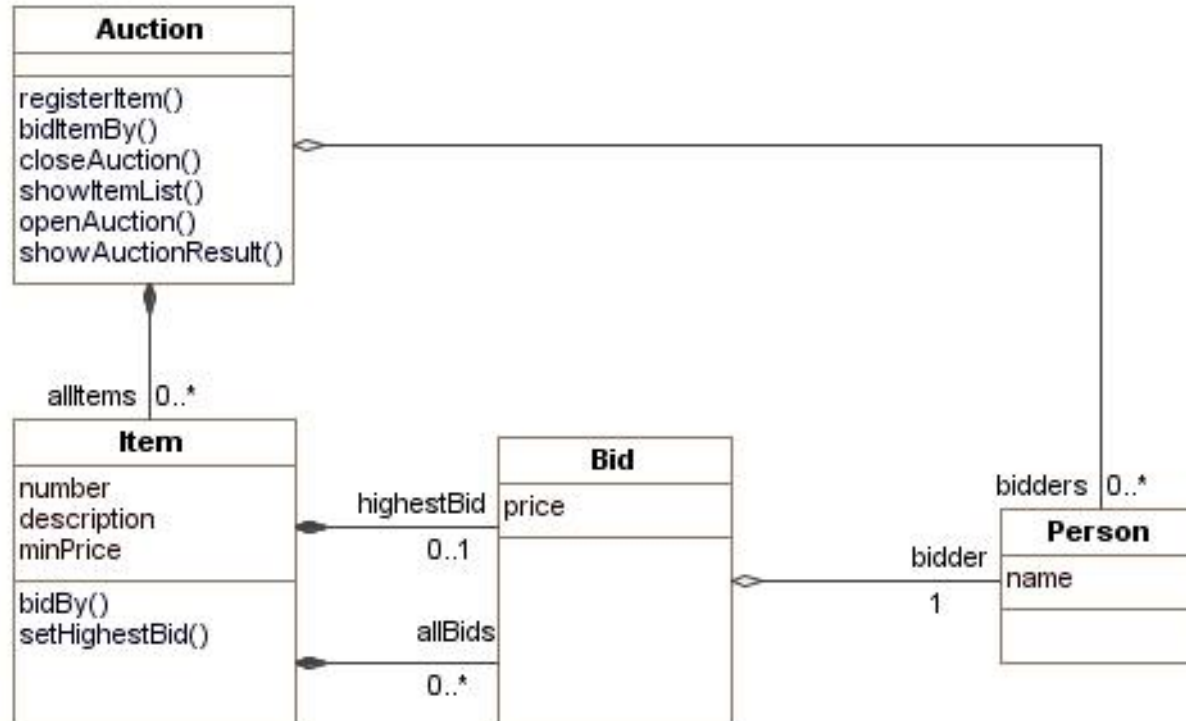 Auction
registerItem()
bidItemBy()
closeAuction()
showItemList()
openAuction()
showAuctionResult()
allItems 0..*
Item
number
description
minPrice
bidBy()
setHighestBid()
highestBid
0..1
allBids
0..*
Bid
price
bidder
1
bidders 0..*
Person
name